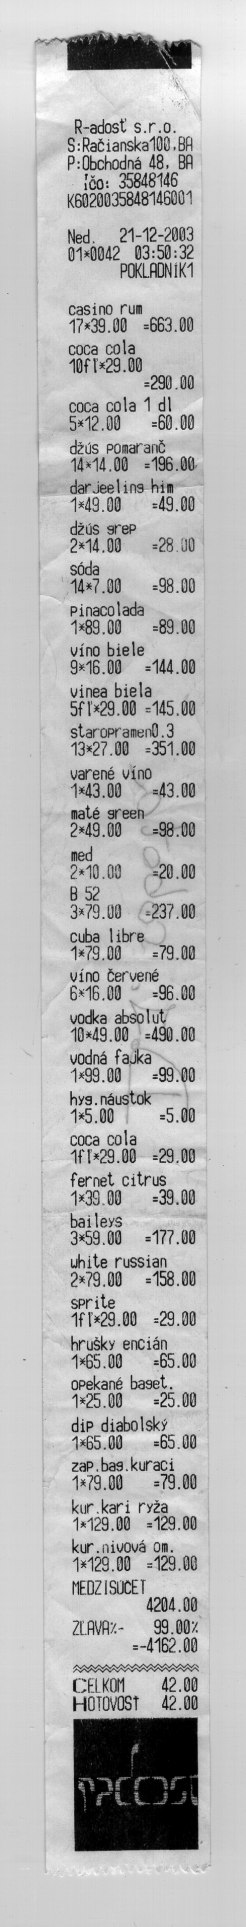 R-adosť s.r.o.
S:Račianska100,BA
P:Obchodná 48, BA
Ičo: 35848146
K6020035848146001
Ned. 21-12-2003
01*0042 03:50:32
POKLADNIK1
casino rum
17*39.00 =663.00
coca cola
10fľ*29.00
=290.00
coca cola 1 dl
5*12.00 =60.00
džús pomaranč
14*14.00 =196.00
darjeeling him
1*49.00 =49.00
džús grep
2*14.00 =28.00
sóda
14*7.00 =98.00
pinacolada
1*89.00 =89.00
víno biele
9*16.00 =144.00
vinea biela
5fľ*29.00 =145.00
staropramen0.3
13*27.00 =351.00
varené víno
1*43.00 =43.00
maté green
2*49.00 =98.00
med
2*10.00 =20.00
B 52
3*79.00 =237.00
cuba libre
1*79.00 =79.00
víno červené
6*16.00 =96.00
vodka absolut
10*49.00 =490.00
vodná fajka
1*99.00 =99.00
hyg.náustok
1*5.00 =5.00
coca cola
1fľ*29.00 =29.00
fernet citrus
1*39.00 =39.00
baileys
3*59.00 =177.00
white russian
2*79.00 =158.00
sprite
1fľ*29.00 =29.00
hrušky encián
1*65.00 =65.00
opekané baget.
1*25.00 =25.00
dip diabolský
1*65.00 =65.00
zap.bag.kuraci
1*79.00 =79.00
kur.kari ryža
1*129.00 =129.00
kur.nivová om.
1*129.00 =129.00
MEDZISÚČET
4204.00
ZĽAVA%- 99.00%
=-4162.00
CELKOM 42.00
HOTOVOSŤ 42.00
radosť